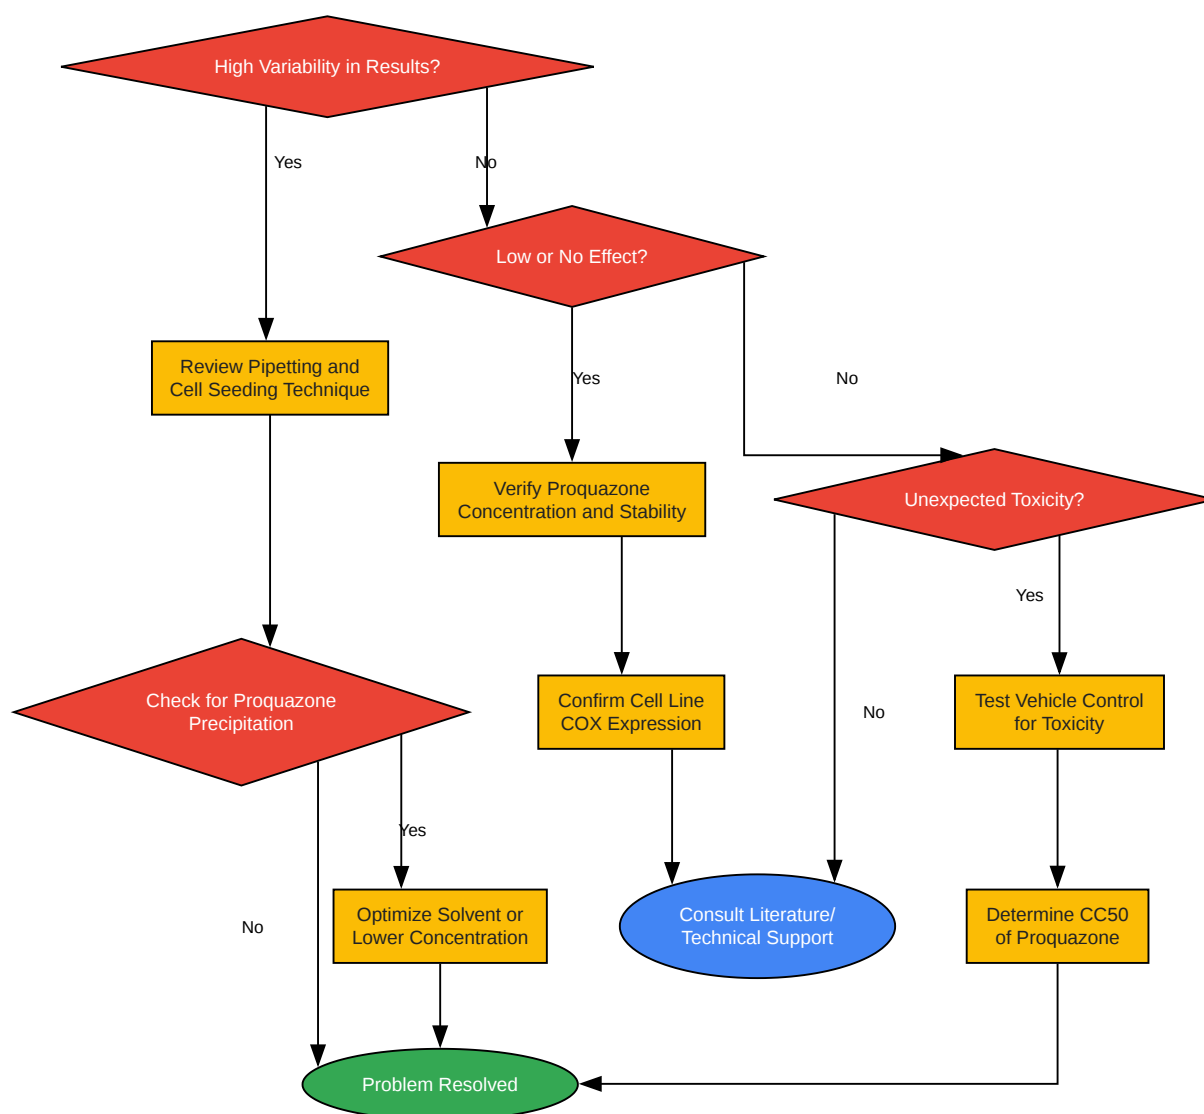 High Variability in Results?
Yes
No
Low or No Effect?
Review Pipetting and
Cell Seeding Technique
Yes
No
Verify Proquazone
Concentration and Stability
Unexpected Toxicity?
Yes
Check for Proquazone
Precipitation
Confirm Cell Line
COX Expression
No
Test Vehicle Control
for Toxicity
Yes
No
Optimize Solvent or
Lower Concentration
Consult Literature/
Technical Support
Determine CC50
of Proquazone
Problem Resolved